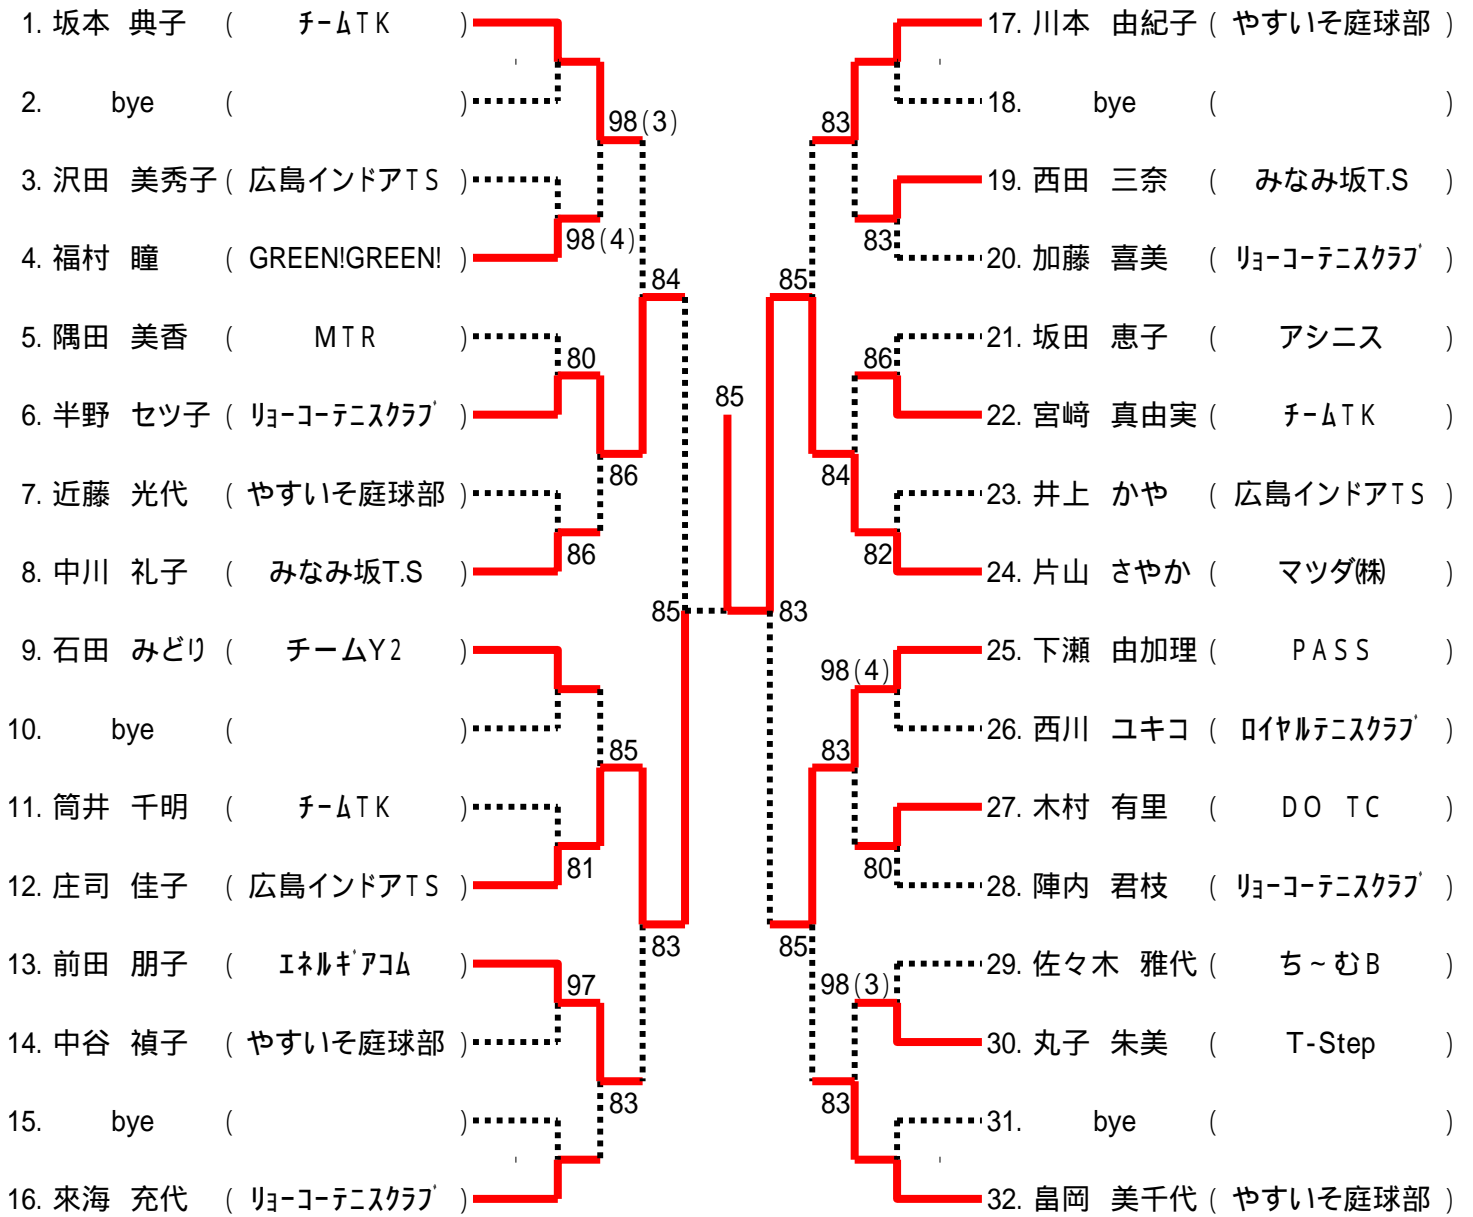 1. 坂本 典子 ( チームTK )
2. bye ( )
98(3)
3. 沢田 美秀子 ( 広島インドアTS )
98(4)
4. 福村 瞳 ( GREEN!GREEN! )
84
5. 隅田 美香 ( MTR )
80
6. 半野 セツ子 ( リョーコーテニスクラブ )
86
7. 近藤 光代 ( やすいそ庭球部 )
86
8. 中川 礼子 ( みなみ坂T.S )
85
9. 石田 みどり ( チームY2 )
10. bye ( )
85
11. 筒井 千明 ( チームTK )
81
12. 庄司 佳子 ( 広島インドアTS )
83
13. 前田 朋子 ( エネルギアコム )
97
14. 中谷 禎子 ( やすいそ庭球部 )
83
15. bye ( )
16. 來海 充代 ( リョーコーテニスクラブ )
85
17. 川本 由紀子 ( やすいそ庭球部 )
18. bye ( )
83
19. 西田 三奈 ( みなみ坂T.S )
83
20. 加藤 喜美 ( リョーコーテニスクラブ )
85
21. 坂田 恵子 ( アシニス )
86
22. 宮﨑 真由実 ( チームTK )
84
23. 井上 かや ( 広島インドアTS )
82
24. 片山 さやか ( マツダ㈱ )
83
25. 下瀬 由加理 ( PASS )
98(4)
26. 西川 ユキコ ( ロイヤルテニスクラブ )
83
27. 木村 有里 ( DO TC )
80
28. 陣内 君枝 ( リョーコーテニスクラブ )
85
29. 佐々木 雅代 ( ち~むB )
98(3)
30. 丸子 朱美 ( T-Step )
83
31. bye ( )
32. 畠岡 美千代 ( やすいそ庭球部 )